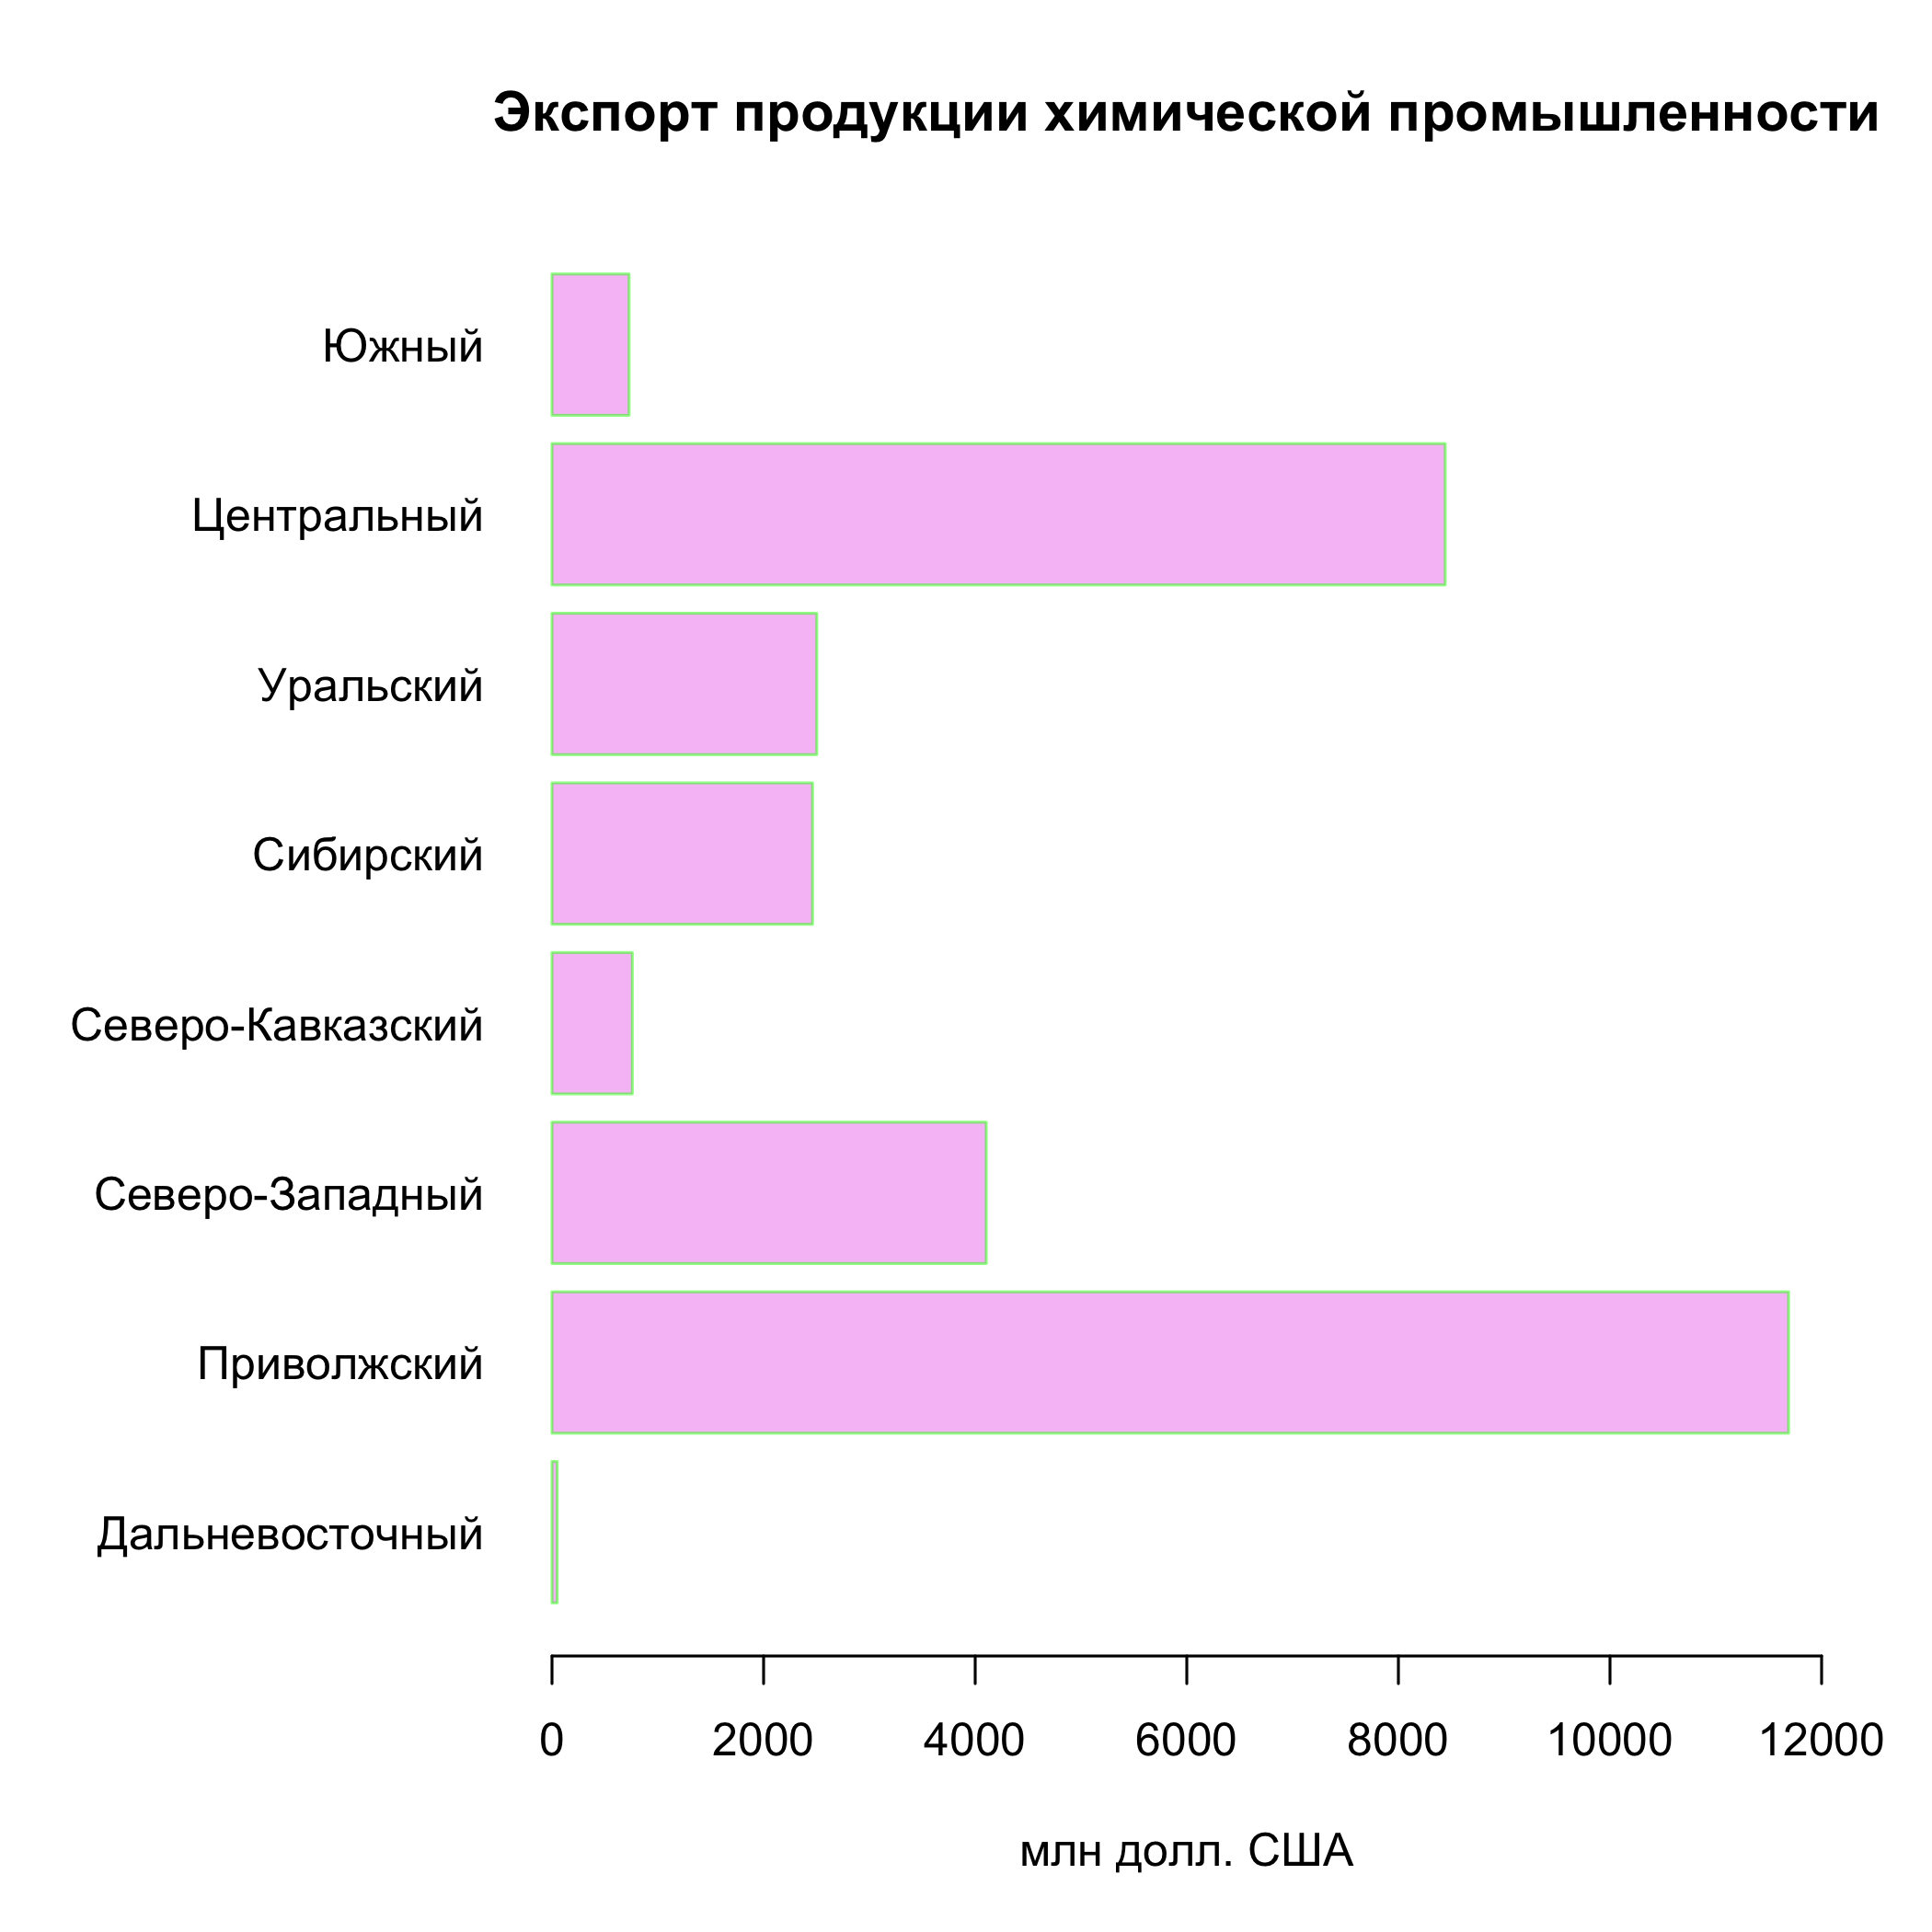 Экспорт продукции химической промышленности
Южный
Центральный
Уральский
Сибирский
Северо-Кавказский
Северо-Западный
Приволжский
Дальневосточный
0 2000 4000 6000 8000 10000 12000
млн долл. США